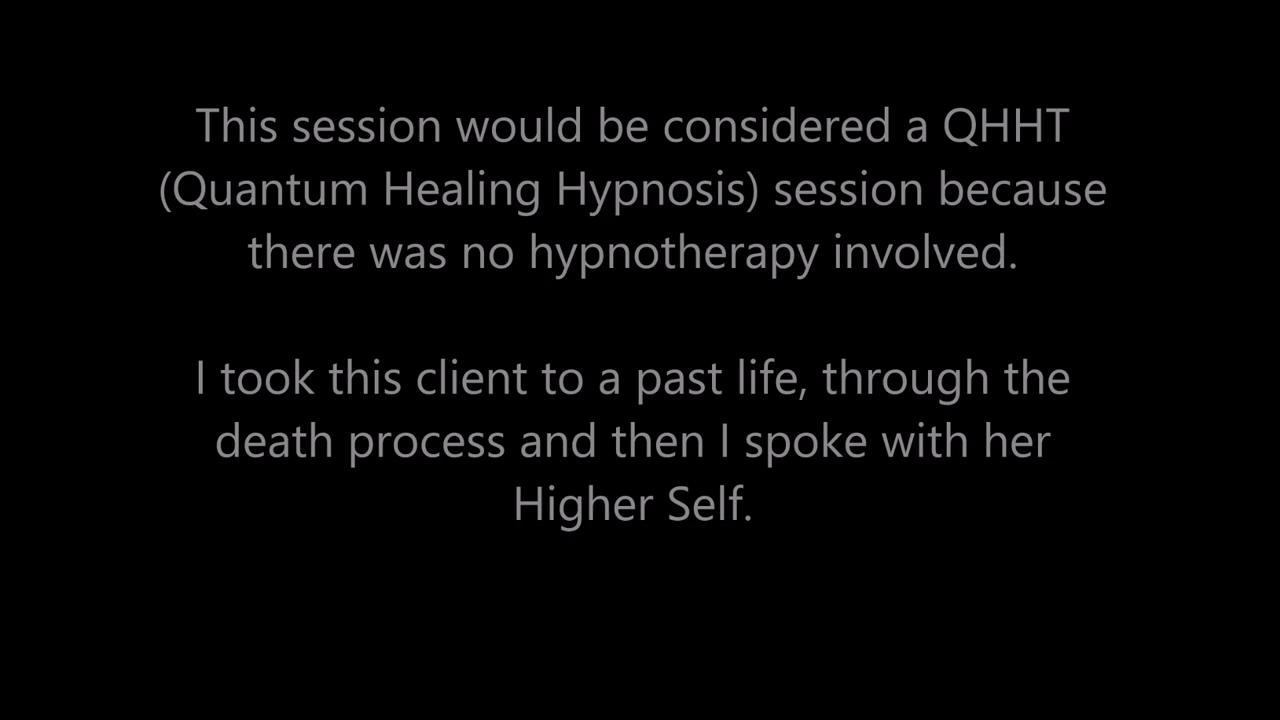 This session would be considered a QHHT
(Quantum Healing Hypnosis) session because
there was no hypnotherapy involved.
I took this client to a past life, through the
death process and then I spoke with her
Higher Self.